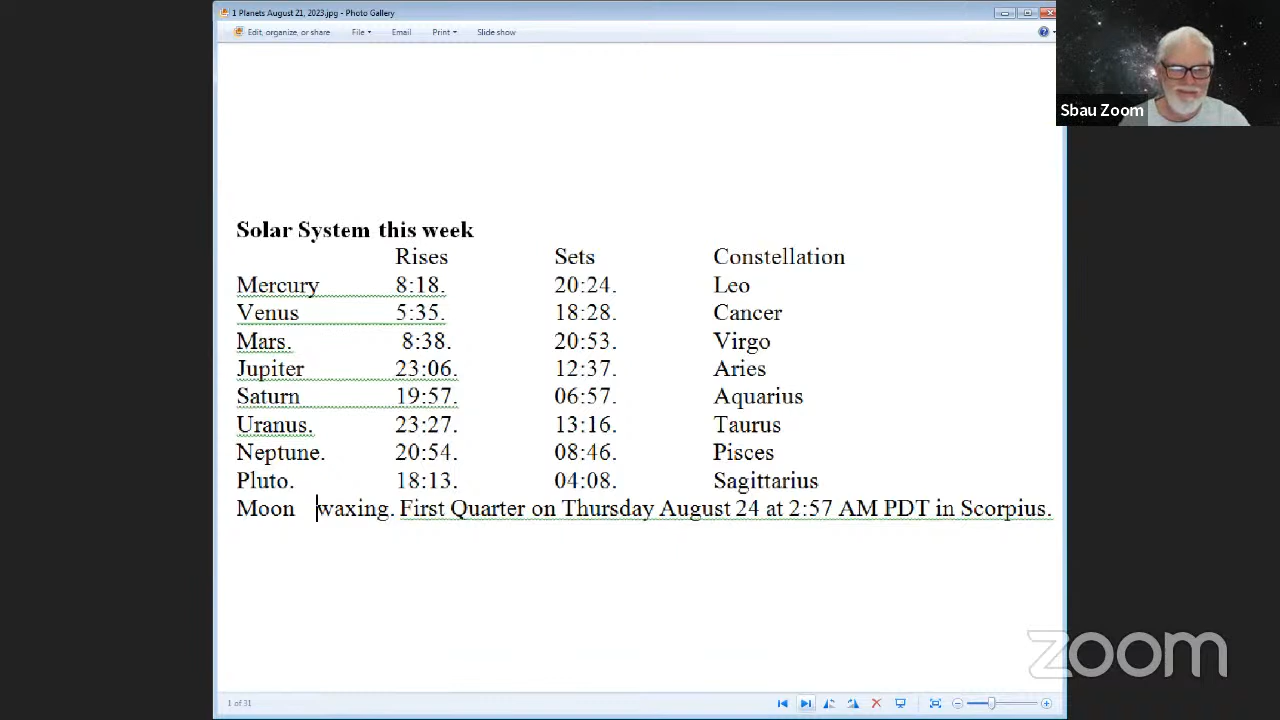 1 Planets August 21, 2023.jpg - Photo Gallery
Edit, organize, or share File Email Print Slide show
Sbau Zoom
Solar System this week
Rises Sets Constellation
Mercury 8:18. 20:24. Leo
Venus 5:35. 18:28. Cancer
Mars. 8:38. 20:53. Virgo
Jupiter 23:06. 12:37. Aries
Saturn 19:57. 06:57. Aquarius
Uranus. 23:27. 13:16. Taurus
Neptune. 20:54. 08:46. Pisces
Pluto. 18:13. 04:08. Sagittarius
Moon waxing. First Quarter on Thursday August 24 at 2:57 AM PDT in Scorpius.
zoom
1 of 31